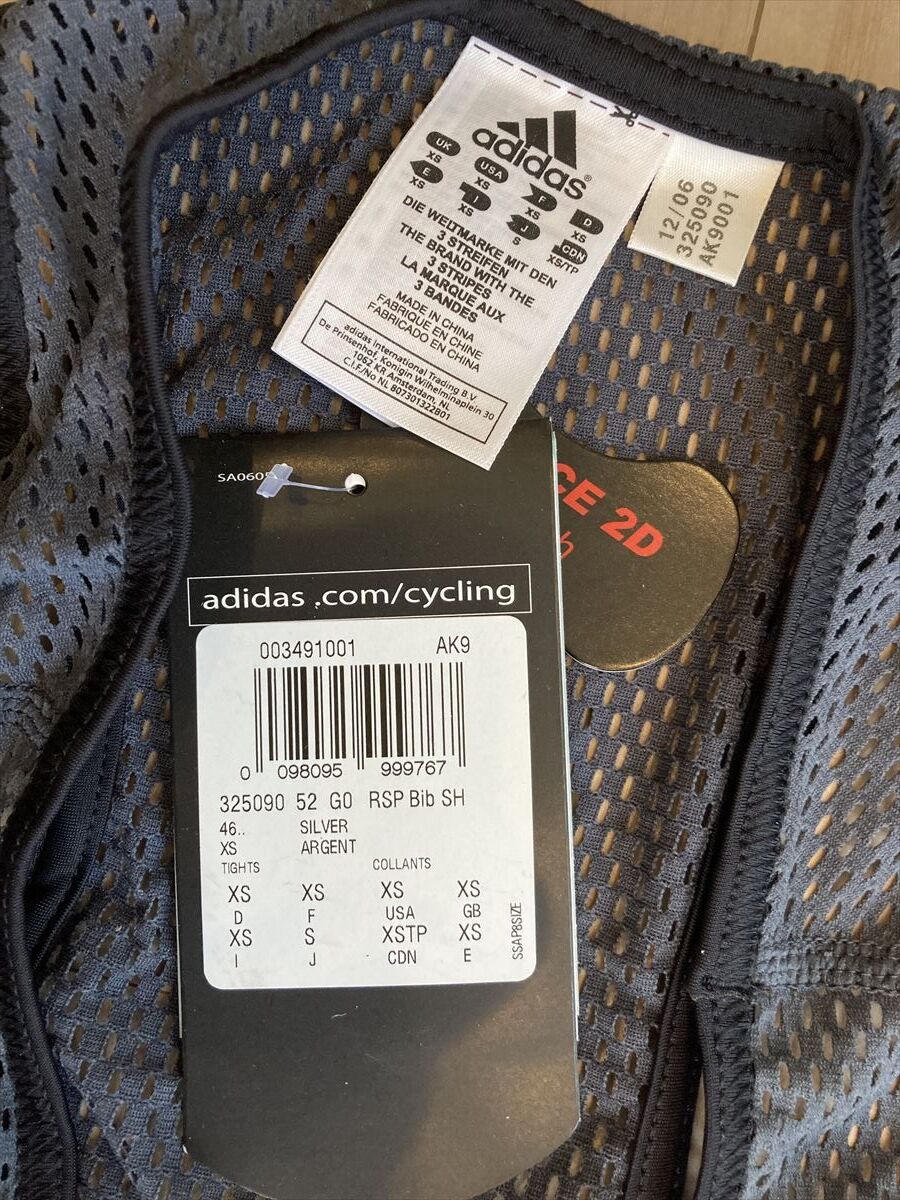 adidas®
UK USA F D
XS XS XS XS
E I J CDN
XS XS S XS/TP
DIE WELTMARKE MIT DEN
3 STREIFEN
THE BRAND WITH THE
3 STRIPES
LA MARQUE AUX
3 BANDES
MADE IN CHINA
FABRIQUE EN CHINE
FABRICADO EN CHINA
adidas International Trading B.V.
De Prinsenhof, Konigin Wilhelminaplein 30
1062 KR Amsterdam, NL
C.I.F./No NL 807301322B01
12/06
325090
AK9001
CE 2D
SA060
adidas .com/cycling
003491001 AK9
0 098095 999767
325090 52 G0 RSP Bib SH
46.. SILVER
XS ARGENT
TIGHTS COLLANTS
XS XS XS XS
D F USA GB
XS S XSTP XS
I J CDN E
SSAP8SIZE